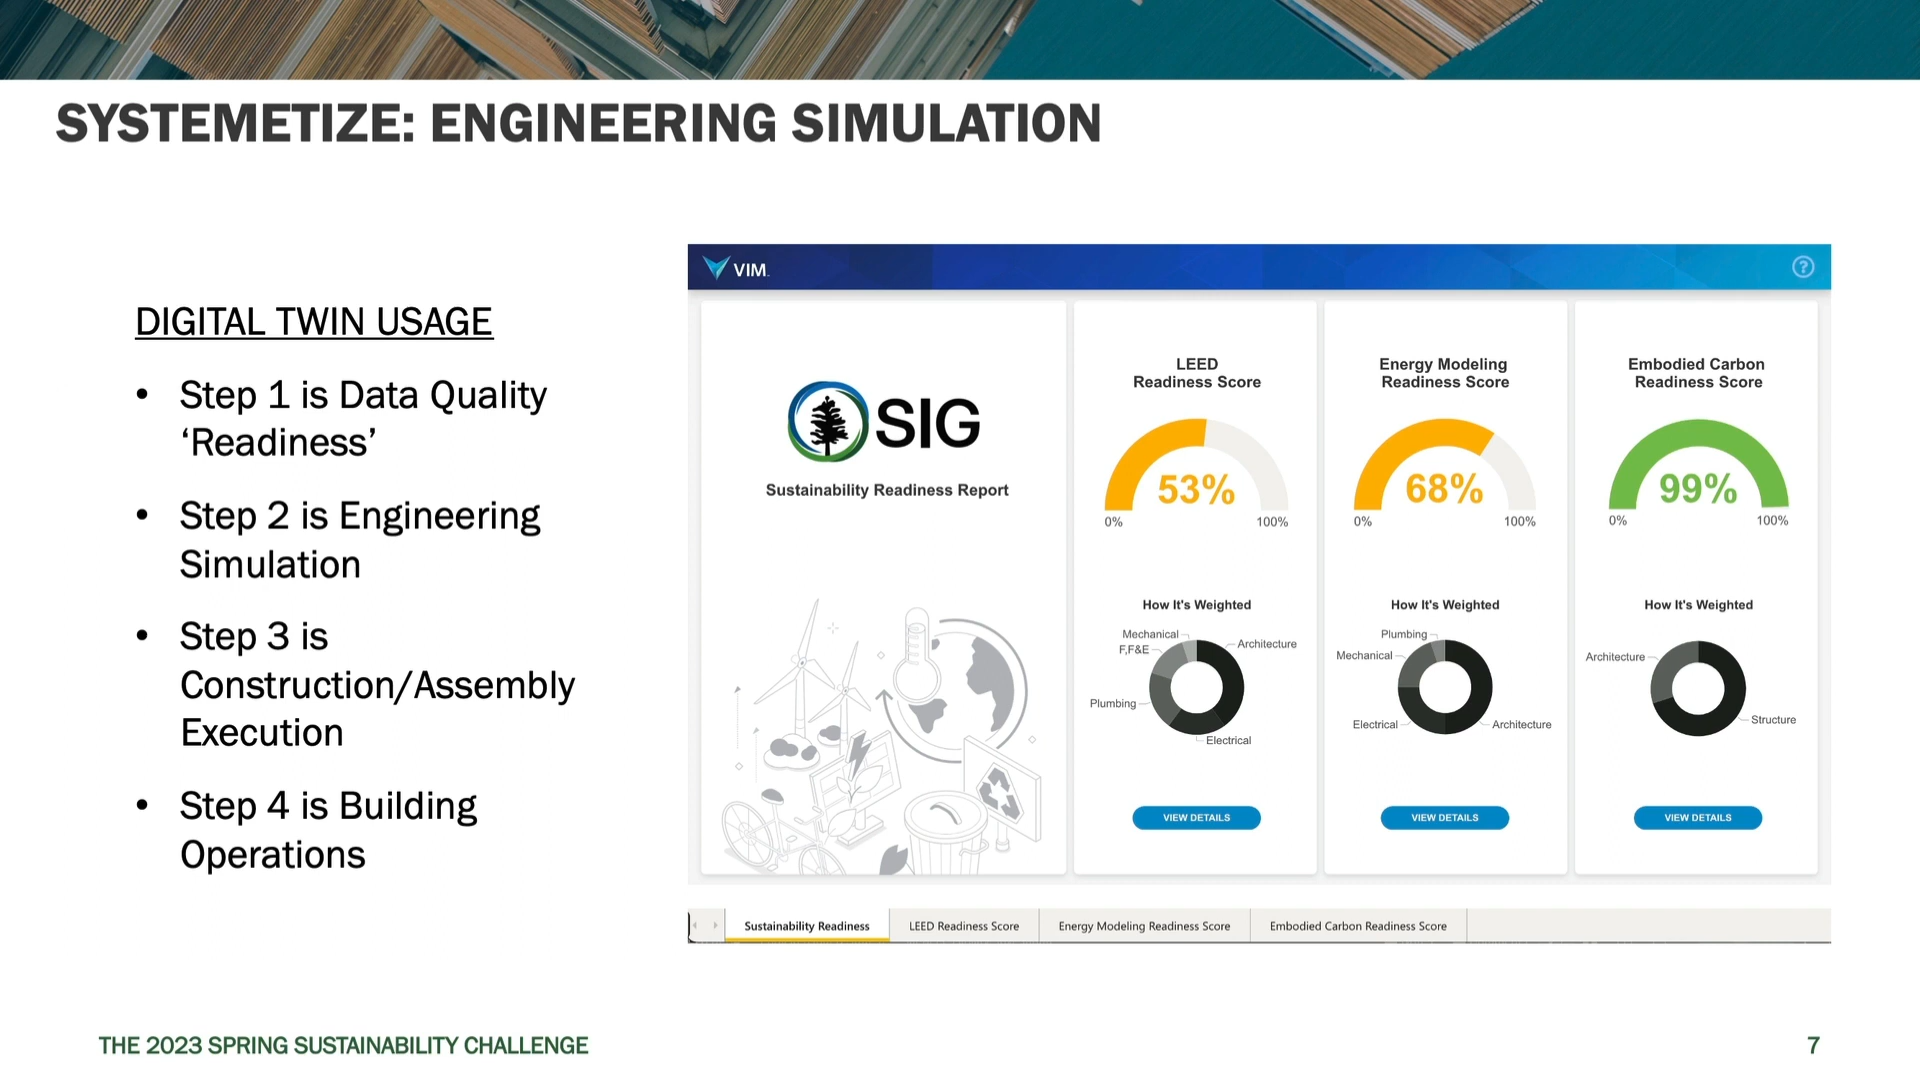 SYSTEMETIZE: ENGINEERING SIMULATION
DIGITAL TWIN USAGE
• Step 1 is Data Quality
‘Readiness’
• Step 2 is Engineering
Simulation
• Step 3 is
Construction/Assembly
Execution
• Step 4 is Building
Operations
VIM
?
SIG
Sustainability Readiness Report
LEED
Readiness Score
53%
0% 100%
How It's Weighted
Mechanical
F,F&E
Architecture
Plumbing
Electrical
VIEW DETAILS
Energy Modeling
Readiness Score
68%
0% 100%
How It's Weighted
Plumbing
Mechanical
Electrical
Architecture
VIEW DETAILS
Embodied Carbon
Readiness Score
99%
0% 100%
How It's Weighted
Architecture
Structure
VIEW DETAILS
Sustainability Readiness LEED Readiness Score Energy Modeling Readiness Score Embodied Carbon Readiness Score
THE 2023 SPRING SUSTAINABILITY CHALLENGE 7